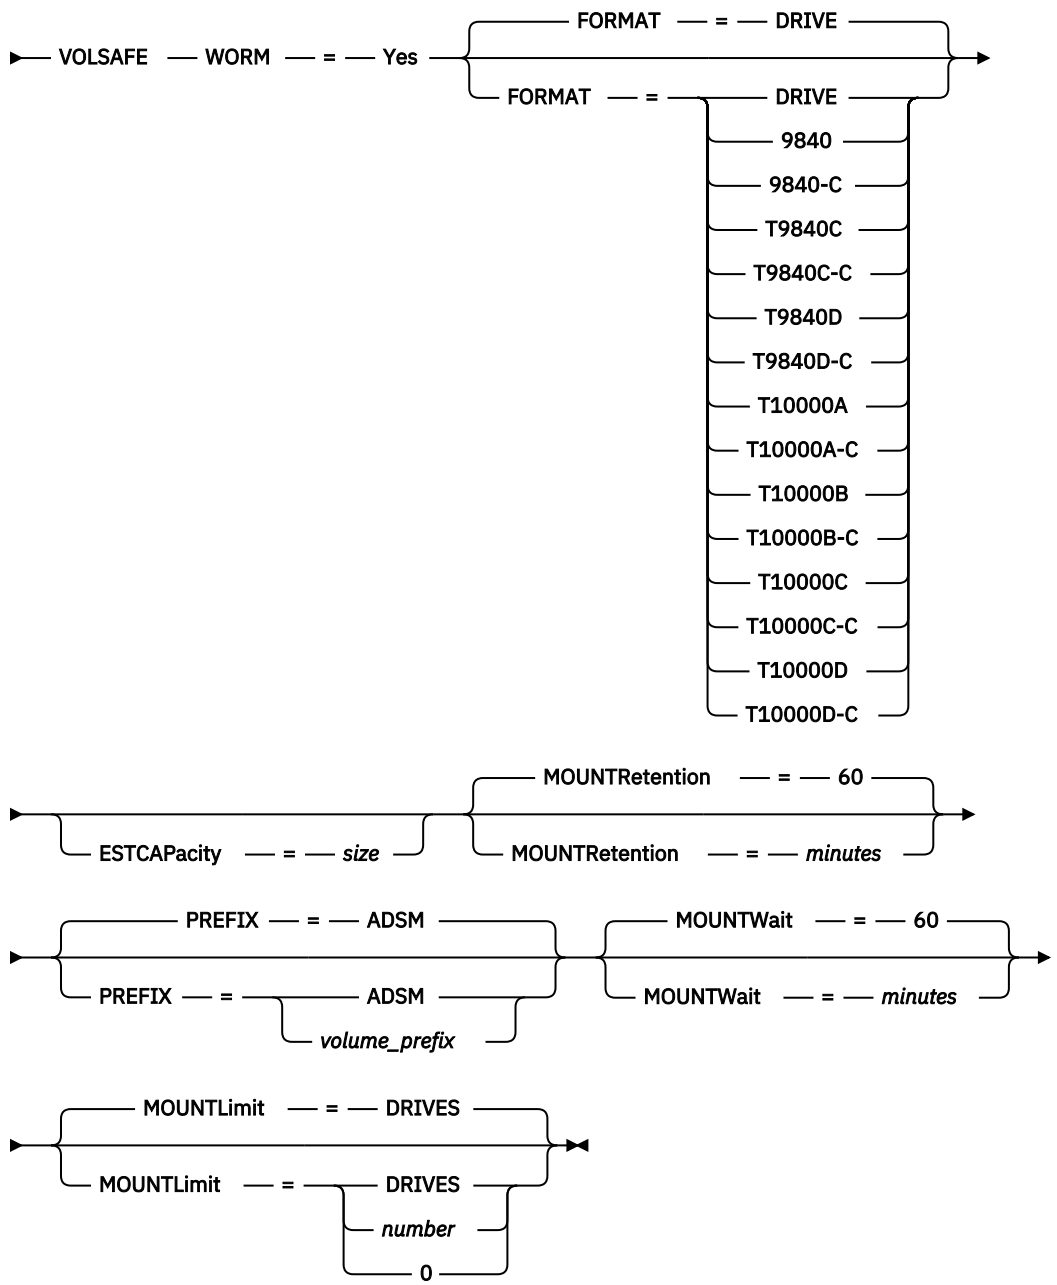 FORMAT = DRIVE
VOLSAFE WORM = Yes
FORMAT = DRIVE
9840
9840-C
T9840C
T9840C-C
T9840D
T9840D-C
T10000A
T10000A-C
T10000B
T10000B-C
T10000C
T10000C-C
T10000D
T10000D-C
MOUNTRetention = 60
ESTCAPacity = size MOUNTRetention = minutes
PREFIX = ADSM MOUNTWait = 60
PREFIX = ADSM MOUNTWait = minutes
volume_prefix
MOUNTLimit = DRIVES
MOUNTLimit = DRIVES
number
0